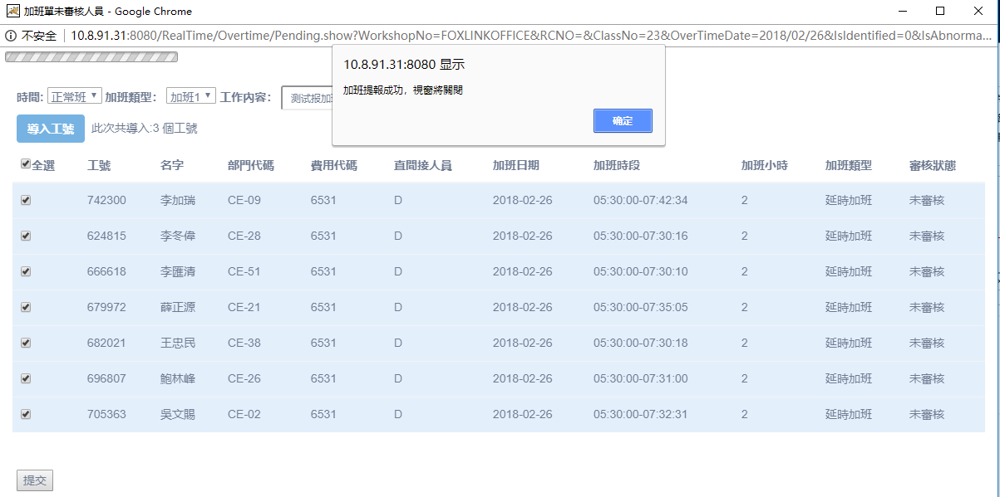 加班單未審核人員 - Google Chrome
不安全 10.8.91.31:8080/RealTime/Overtime/Pending.show?WorkshopNo=FOXLINKOFFICE&RCNO=&ClassNo=23&OverTimeDate=2018/02/26&IsIdentified=0&IsAbnorma...
10.8.91.31:8080 显示
加班提報成功，視窗將關閉
确定
時間: 正常班 加班類型： 加班1 工作内容： 测试报加
導入工號 此次共導入:3 個工號
全選 工號 名字 部門代碼 費用代碼 直間接人員 加班日期 加班時段 加班小時 加班類型 審核狀態
742300 李加瑞 CE-09 6531 D 2018-02-26 05:30:00-07:42:34 2 延時加班 未審核
624815 李冬偉 CE-28 6531 D 2018-02-26 05:30:00-07:30:16 2 延時加班 未審核
666618 李匯清 CE-51 6531 D 2018-02-26 05:30:00-07:30:10 2 延時加班 未審核
679972 薛正源 CE-21 6531 D 2018-02-26 05:30:00-07:35:05 2 延時加班 未審核
682021 王忠民 CE-38 6531 D 2018-02-26 05:30:00-07:30:18 2 延時加班 未審核
696807 鮑林峰 CE-26 6531 D 2018-02-26 05:30:00-07:31:00 2 延時加班 未審核
705363 吳文賜 CE-02 6531 D 2018-02-26 05:30:00-07:32:31 2 延時加班 未審核
提交